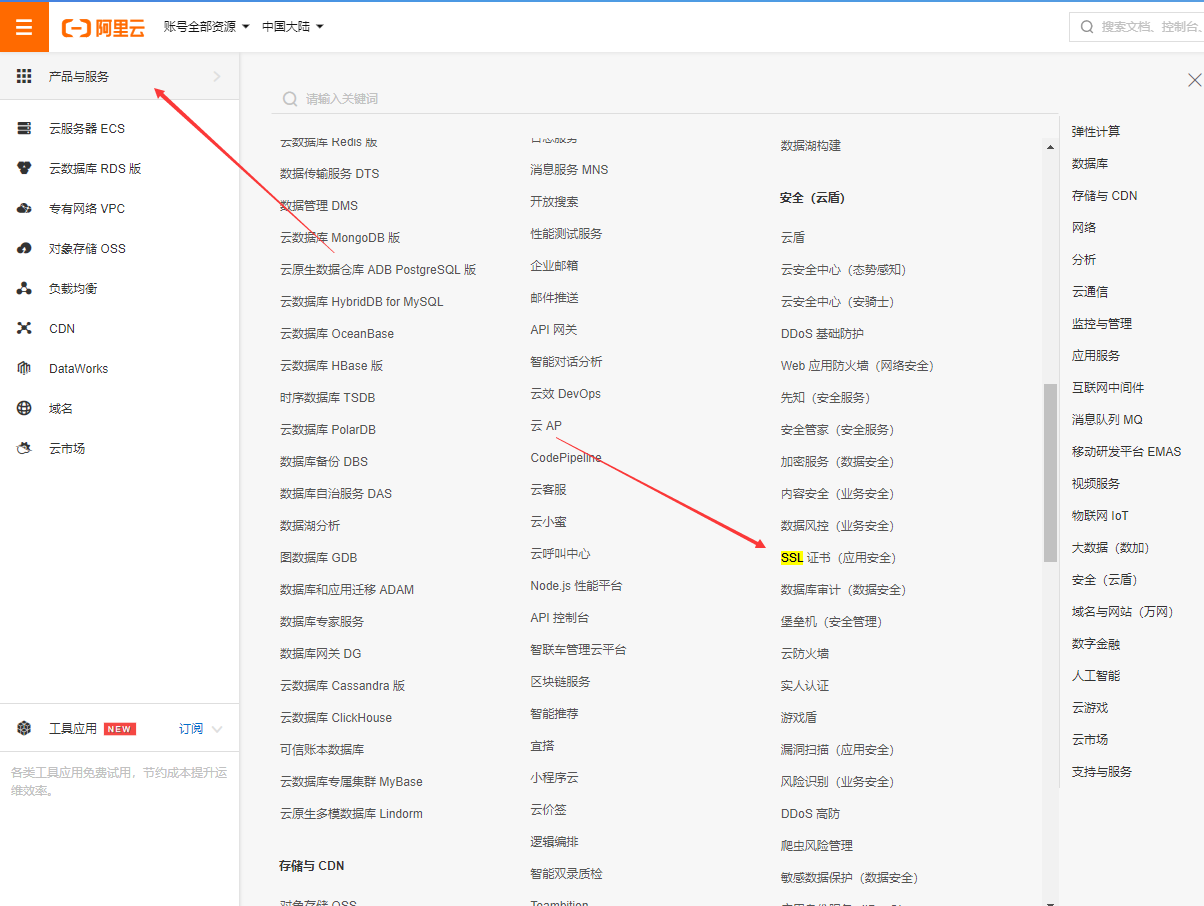 阿里云
账号全部资源
中国大陆
搜索文档、控制台、
产品与服务
云服务器 ECS
云数据库 RDS 版
专有网络 VPC
对象存储 OSS
负载均衡
CDN
DataWorks
域名
云市场
工具应用 NEW 订阅
各类工具应用免费试用，节约成本提升运
维效率。
请输入关键词
云数据库 Redis 版
数据传输服务 DTS
数据管理 DMS
云数据库 MongoDB 版
云原生数据仓库 ADB PostgreSQL 版
云数据库 HybridDB for MySQL
云数据库 OceanBase
云数据库 HBase 版
时序数据库 TSDB
云数据库 PolarDB
数据库备份 DBS
数据库自治服务 DAS
数据湖分析
图数据库 GDB
数据库和应用迁移 ADAM
数据库专家服务
数据库网关 DG
云数据库 Cassandra 版
云数据库 ClickHouse
可信账本数据库
云数据库专属集群 MyBase
云原生多模数据库 Lindorm
存储与 CDN
对象存储 OSS
日志服务
消息服务 MNS
开放搜索
性能测试服务
企业邮箱
邮件推送
API 网关
智能对话分析
云效 DevOps
云 AP
CodePipeline
云客服
云小蜜
云呼叫中心
Node.js 性能平台
API 控制台
智联车管理云平台
区块链服务
智能推荐
宜搭
小程序云
云价签
逻辑编排
智能双录质检
Teambition
数据湖构建
安全（云盾）
云盾
云安全中心（态势感知）
云安全中心（安骑士）
DDoS 基础防护
Web 应用防火墙（网络安全）
先知（安全服务）
安全管家（安全服务）
加密服务（数据安全）
内容安全（业务安全）
数据风控（业务安全）
SSL 证书（应用安全）
数据库审计（数据安全）
堡垒机（安全管理）
云防火墙
实人认证
游戏盾
漏洞扫描（应用安全）
风险识别（业务安全）
DDoS 高防
爬虫风险管理
敏感数据保护（数据安全）
弹性计算
数据库
存储与 CDN
网络
分析
云通信
监控与管理
应用服务
互联网中间件
消息队列 MQ
移动研发平台 EMAS
视频服务
物联网 IoT
大数据（数加）
安全（云盾）
域名与网站（万网）
数字金融
人工智能
云游戏
云市场
支持与服务